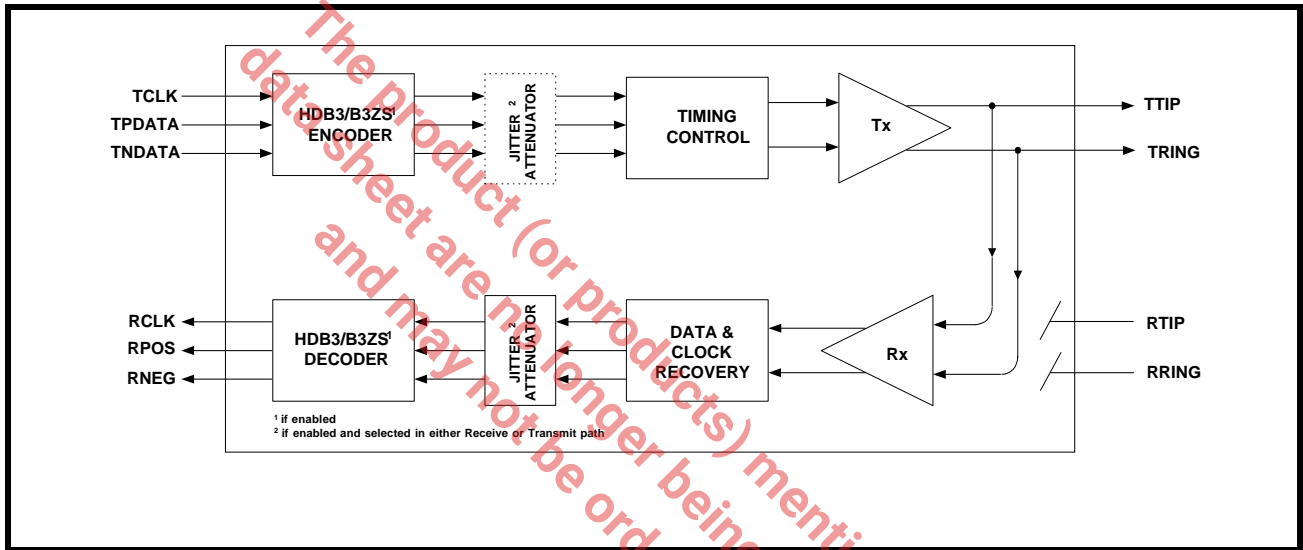 TCLK
TPDATA
TNDATA
HDB3/B3ZS¹
ENCODER
JITTER ²
ATTENUATOR
TIMING
CONTROL
Tx
TTIP
TRING
RCLK
RPOS
RNEG
HDB3/B3ZS¹
DECODER
JITTER ²
ATTENUATOR
DATA &
CLOCK
RECOVERY
Rx
RTIP
RRING
¹ if enabled
² if enabled and selected in either Receive or Transmit path
The product (or products) menti
data sheet are no longer being
and may not be ord